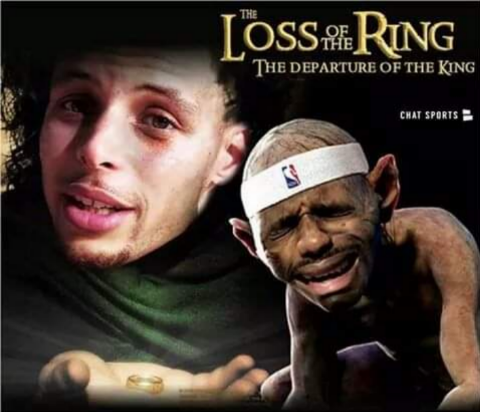 THE
LOSS OF THE RING
THE DEPARTURE OF THE KING
CHAT SPORTS